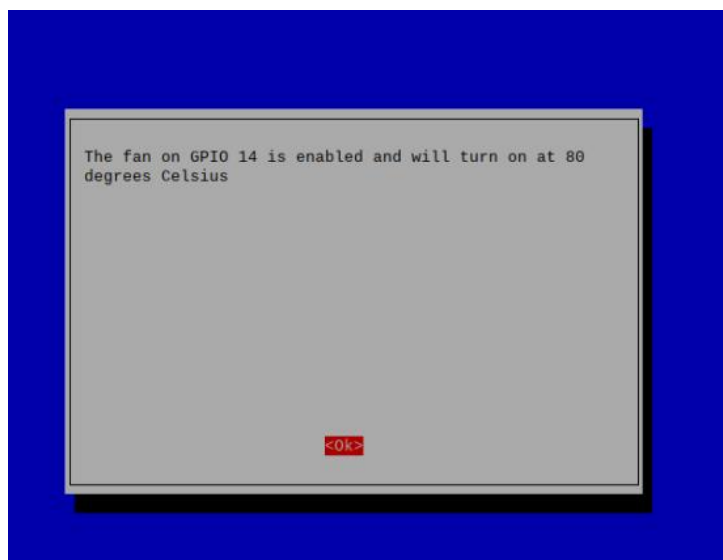 The fan on GPIO 14 is enabled and will turn on at 80
degrees Celsius
<Ok>